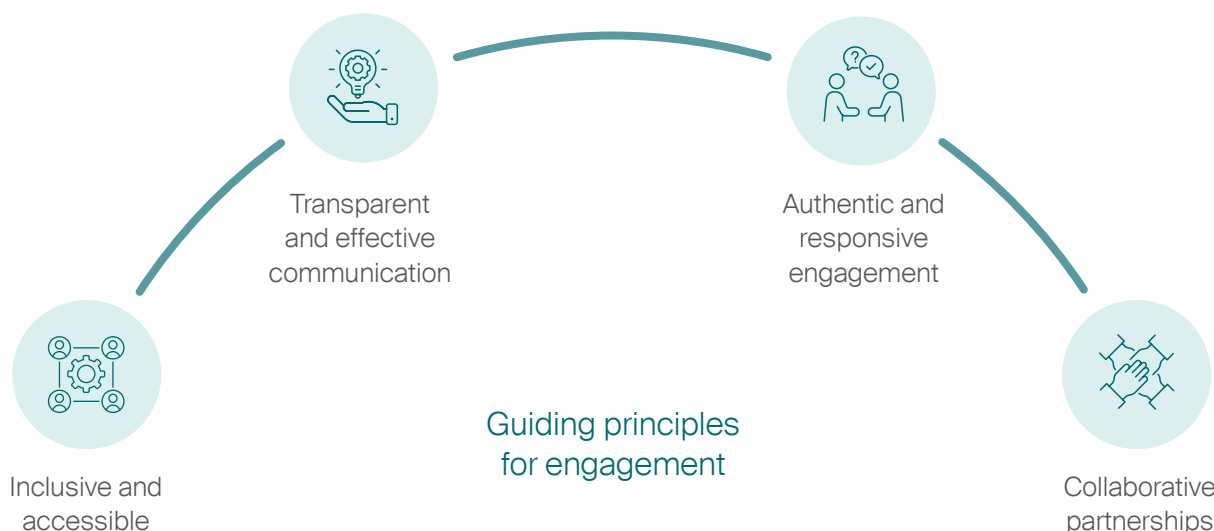 Transparent
and effective
communication
Authentic and
responsive
engagement
Guiding principles
for engagement
Inclusive and
accessible
Collaborative
partnerships
?